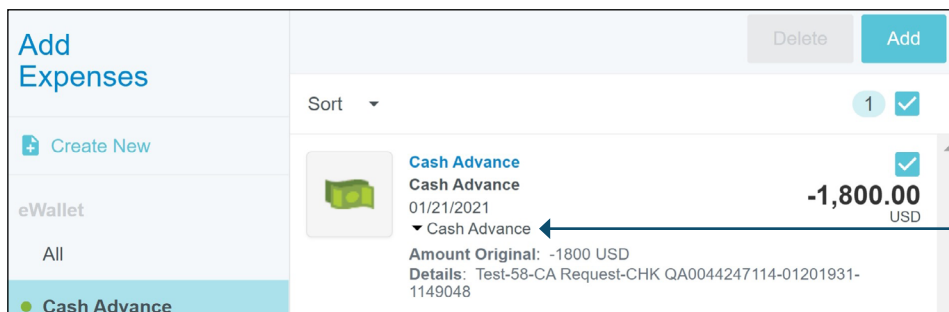 Add
Expenses
Delete
Add
Sort
1
Create New
Cash Advance
Cash Advance
01/21/2021
-1,800.00
USD
Cash Advance
Amount Original: -1800 USD
Details: Test-58-CA Request-CHK QA0044247114-01201931-
1149048
eWallet
All
Cash Advance